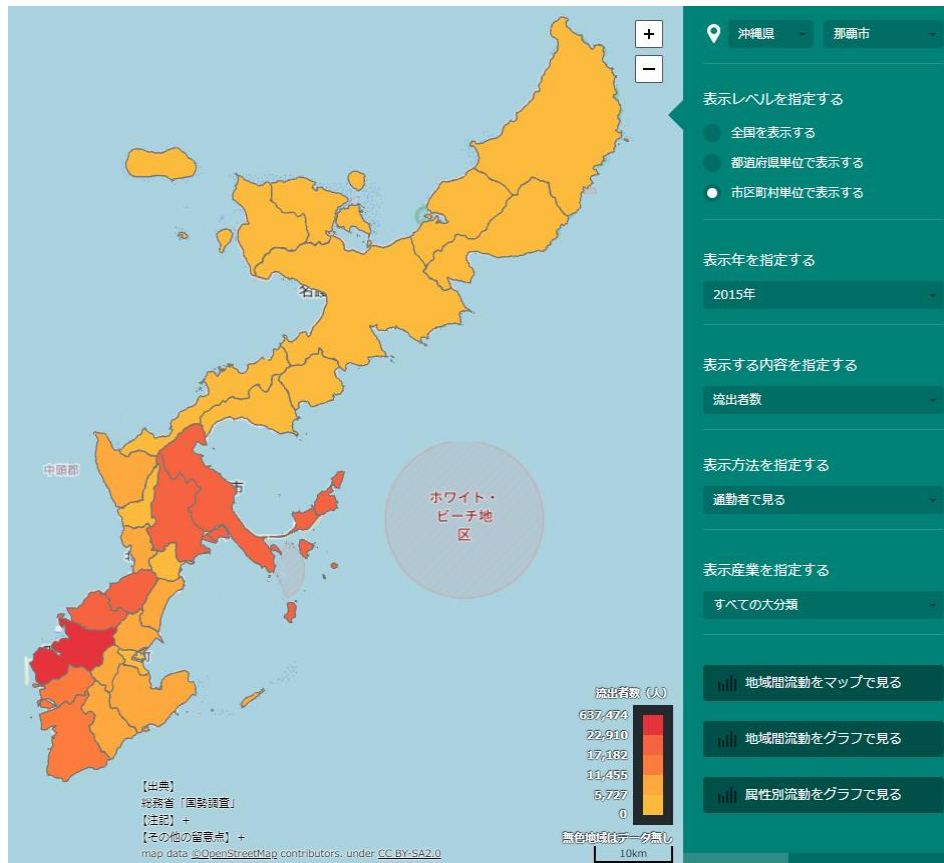 沖縄県
那覇市
表示レベルを指定する
全国を表示する
都道府県単位で表示する
市区町村単位で表示する
表示年を指定する
2015年
表示する内容を指定する
流出者数
表示方法を指定する
通勤者で見る
表示産業を指定する
すべての大分類
地域間流動をマップで見る
地域間流動をグラフで見る
属性別流動をグラフで見る
+
−
中頭郡
市
町
ホワイト・
ビーチ地
区
流出者数（人）
637,474
22,910
17,182
11,455
5,727
0
無色地域はデータ無し
10km
【出典】
総務省「国勢調査」
【注記】+
【その他の留意点】+
map data ©OpenStreetMap contributors. under CC BY-SA2.0